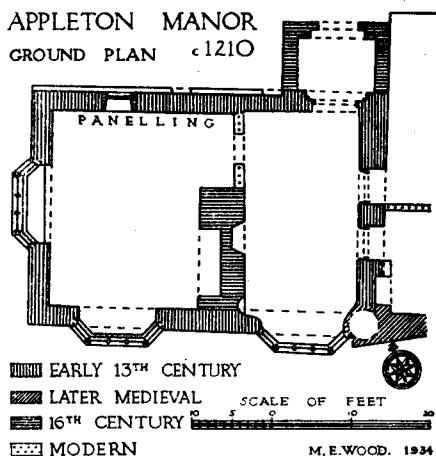 APPLETON MANOR
GROUND PLAN c1210
PANELLING
EARLY 13TH CENTURY
LATER MEDIEVAL
SCALE OF FEET
16TH CENTURY
10 5 0 10 20
MODERN
M.E.WOOD. 1934